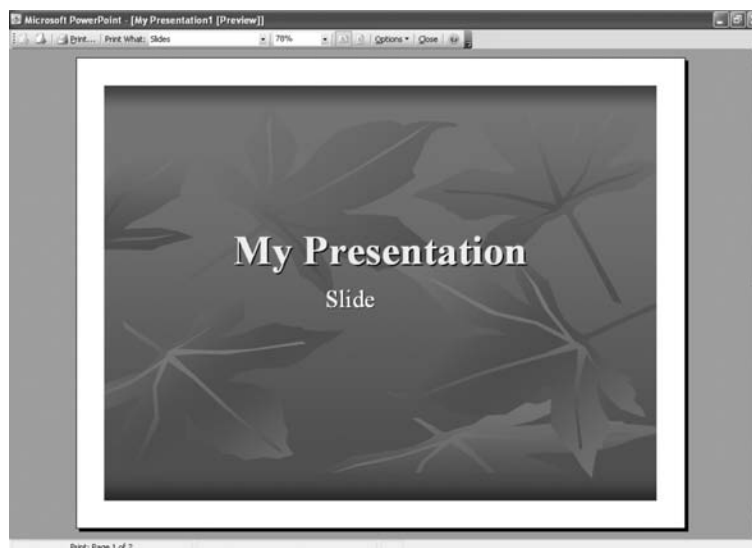 Microsoft PowerPoint - [My Presentation1 [Preview]]
Print... Print What: Slides 78% Options Close
My Presentation
Slide
Print: Page 1 of 2